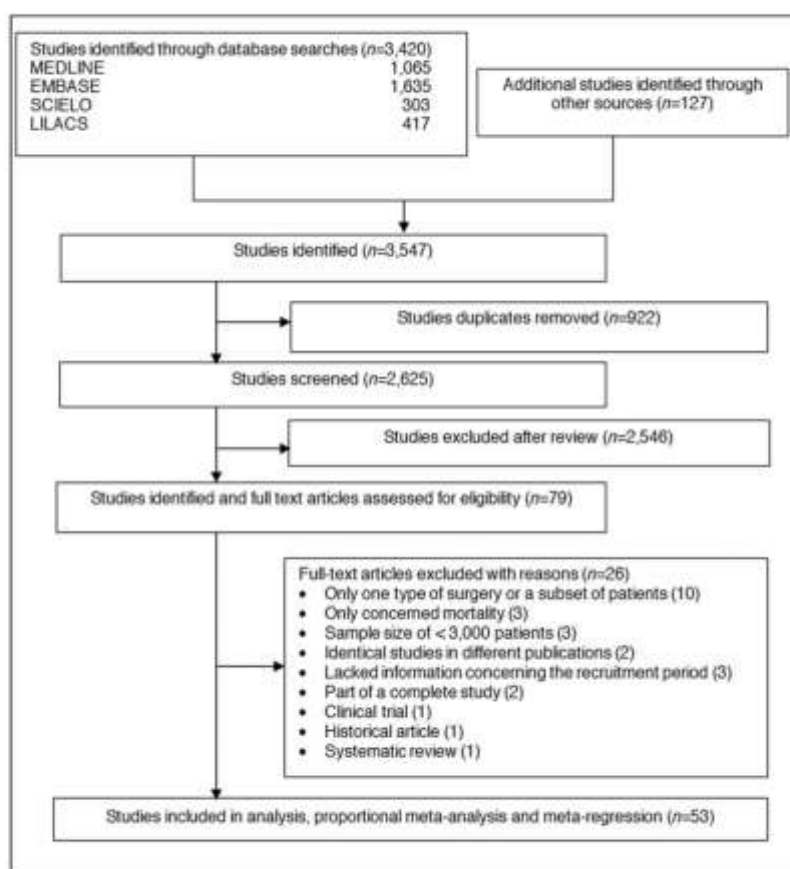 Studies identified through database searches (n=3,420)
MEDLINE 1,065
EMBASE 1,635
SCIELO 303
LILACS 417
Additional studies identified through
other sources (n=127)
Studies identified (n=3,547)
Studies duplicates removed (n=922)
Studies screened (n=2,625)
Studies excluded after review (n=2,546)
Studies identified and full text articles assessed for eligibility (n=79)
Full-text articles excluded with reasons (n=26)
• Only one type of surgery or a subset of patients (10)
• Only concerned mortality (3)
• Sample size of < 3,000 patients (3)
• Identical studies in different publications (2)
• Lacked information concerning the recruitment period (3)
• Part of a complete study (2)
• Clinical trial (1)
• Historical article (1)
• Systematic review (1)
Studies included in analysis, proportional meta-analysis and meta-regression (n=53)